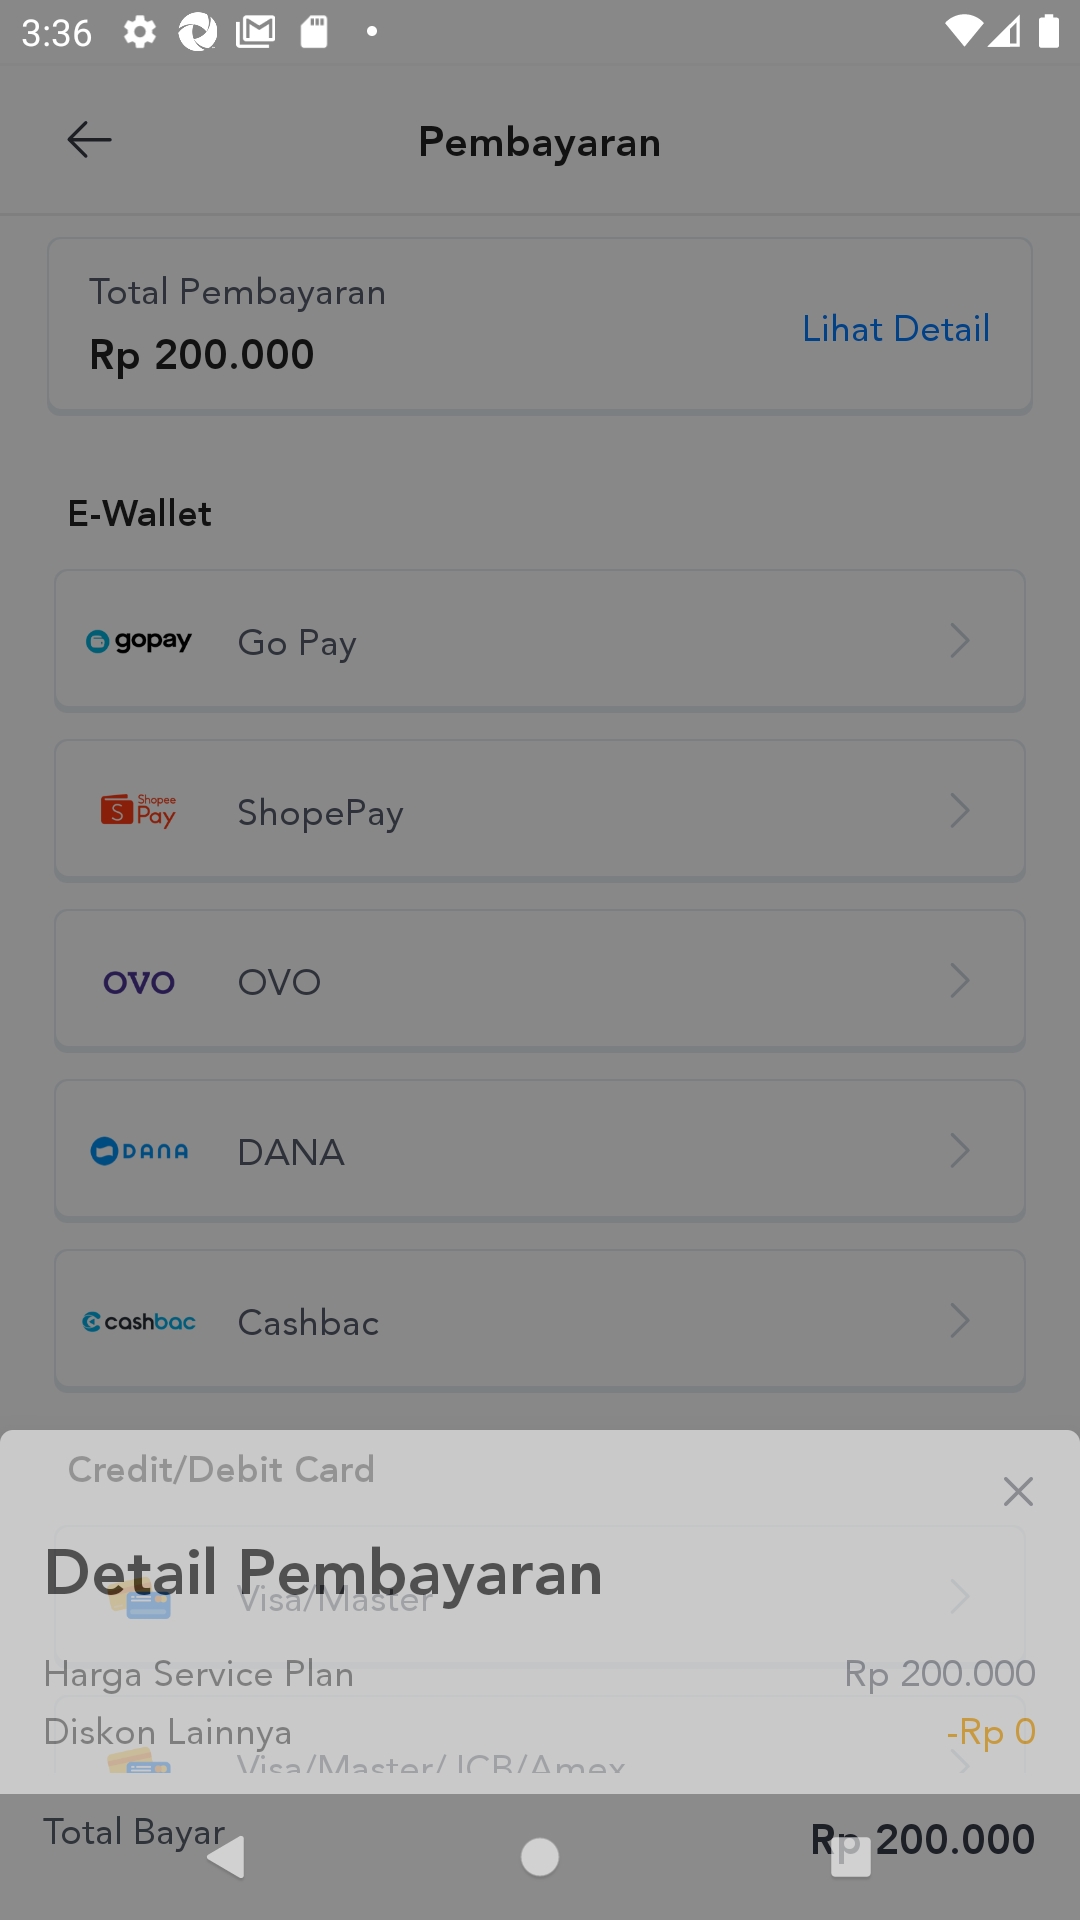 3:36
Pembayaran
Total Pembayaran
Rp 200.000
Lihat Detail
E-Wallet
gopay
Go Pay
S Shopee Pay
ShopePay
OVO
OVO
DANA
DANA
cashbac
Cashbac
Credit/Debit Card
Detail Pembayaran
Visa/Master
Harga Service Plan
Rp 200.000
Diskon Lainnya
-Rp 0
Visa/Master/JCB/Amex
Total Bayar
Rp 200.000